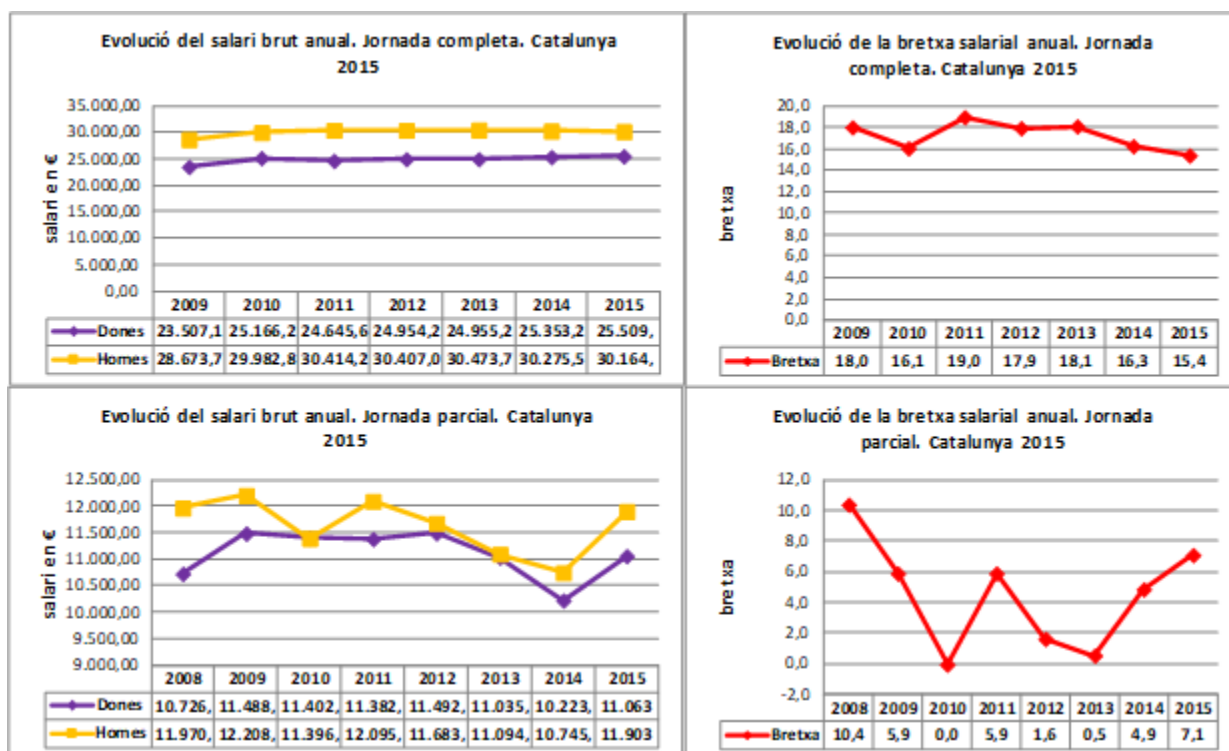 Evolució del salari brut anual. Jornada completa. Catalunya
2015
salari en €
35.000,00
30.000,00
25.000,00
20.000,00
15.000,00
10.000,00
5.000,00
0,00
2009 2010 2011 2012 2013 2014 2015
Dones 23.507,1 25.166,2 24.645,6 24.954,2 24.955,2 25.353,2 25.509,
Homes 28.673,7 29.982,8 30.414,2 30.407,0 30.473,7 30.275,5 30.164,
Evolució de la bretxa salarial anual. Jornada
completa. Catalunya 2015
bretxa
20,0
18,0
16,0
14,0
12,0
10,0
8,0
6,0
4,0
2,0
0,0
2009 2010 2011 2012 2013 2014 2015
Bretxa 18,0 16,1 19,0 17,9 18,1 16,3 15,4
Evolució del salari brut anual. Jornada parcial. Catalunya
2015
salari en €
12.500,00
12.000,00
11.500,00
11.000,00
10.500,00
10.000,00
9.500,00
9.000,00
2008 2009 2010 2011 2012 2013 2014 2015
Dones 10.726, 11.488, 11.402, 11.382, 11.492, 11.035, 10.223, 11.063
Homes 11.970, 12.208, 11.396, 12.095, 11.683, 11.094, 10.745, 11.903
Evolució de la bretxa salarial anual. Jornada
parcial. Catalunya 2015
bretxa
12,0
10,0
8,0
6,0
4,0
2,0
0,0
-2,0
2008 2009 2010 2011 2012 2013 2014 2015
Bretxa 10,4 5,9 0,0 5,9 1,6 0,5 4,9 7,1